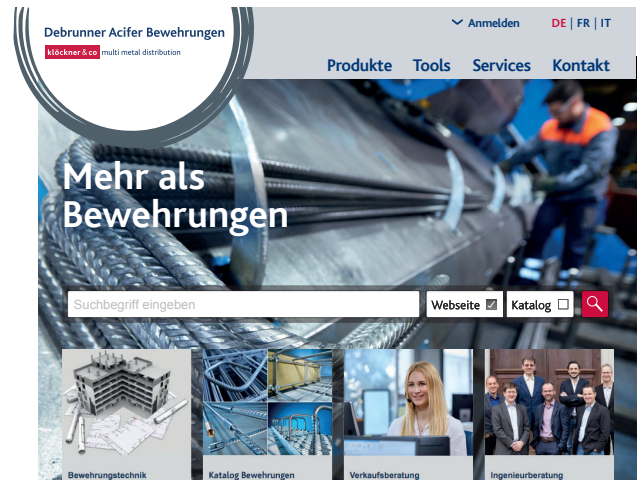 Debrunner Acifer Bewehrungen
klöckner & co multi metal distribution
Anmelden
DE | FR | IT
Produkte Tools Services Kontakt
Mehr als
Bewehrungen
Suchbegriff eingeben
Webseite
Katalog
Bewehrungstechnik
Katalog Bewehrungen
Verkaufsberatung
Ingenieurberatung